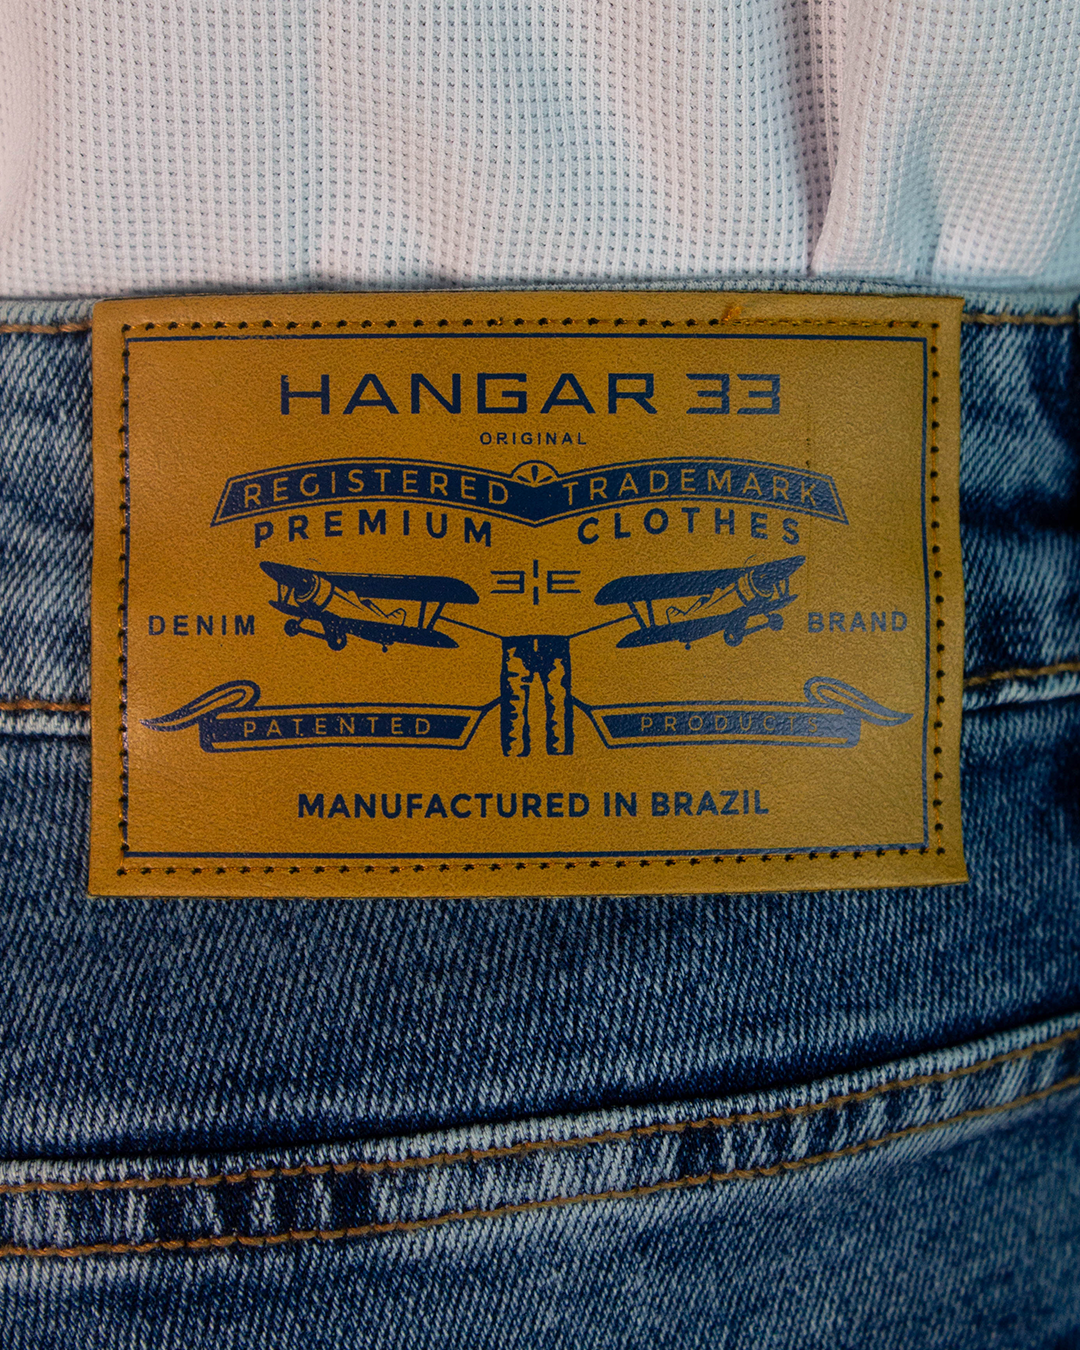 HANGAR 33
ORIGINAL
REGISTERED TRADEMARK
PREMIUM CLOTHES
DENIM BRAND
PATENTED PRODUCTS
MANUFACTURED IN BRAZIL